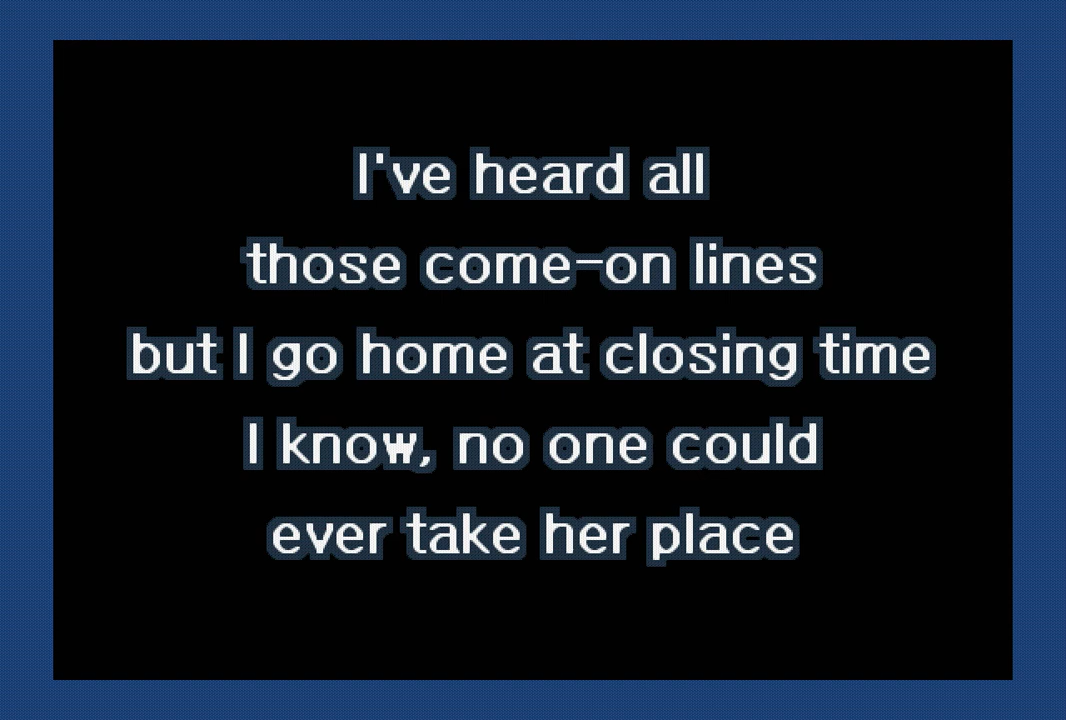 I've heard all
those come-on lines
but I go home at closing time
I know, no one could
ever take her place